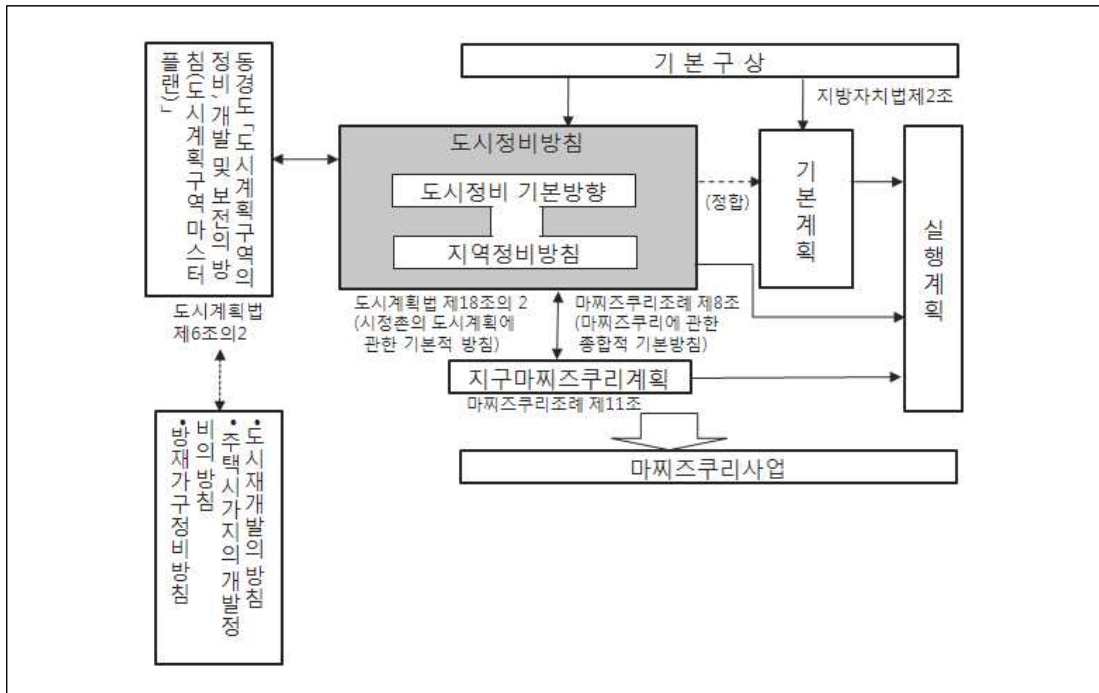 기 본 구 상
지방자치법제2조
동경도「도시계획구역의
정비、개발 및 보전의 방
침(도시계획구역 마스터
플랜)」
도시계획법
제6조의2
도시정비방침
도시정비 기본방향
지역정비방침
(정합)
기본계획
실행계획
도시계획법 제18조의 2
(시정촌의 도시계획에
관한 기본적 방침)
마찌즈쿠리조례 제8조
(마찌즈쿠리에 관한
종합적 기본방침)
지구마찌즈쿠리계획
마찌즈쿠리조례 제11조
마찌즈쿠리사업
•도시재개발의 방침
•주택시가지의 개발정
비의 방침
•방재가구정비방침